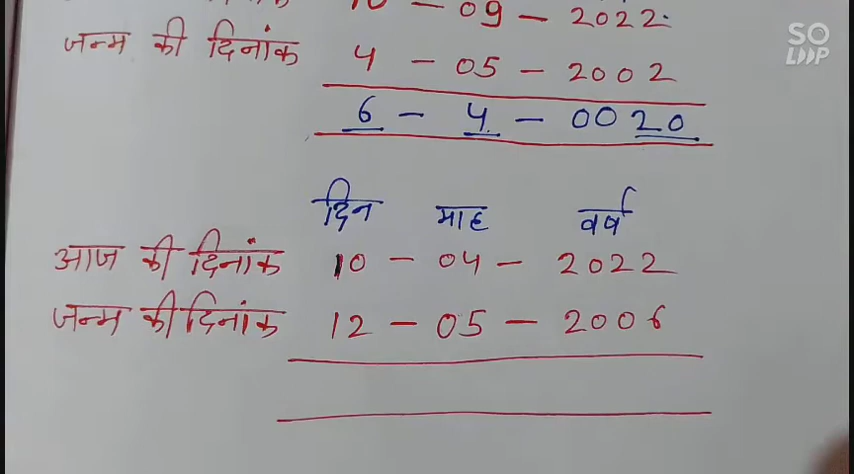 10 - 09 - 2022.
जन्म की दिनांक 4 - 05 - 2002
6 - 4 - 0020
दिन माह वर्ष
आज की दिनांक 10 - 04 - 2022
जन्म की दिनांक 12 - 05 - 2006
SO LOOP